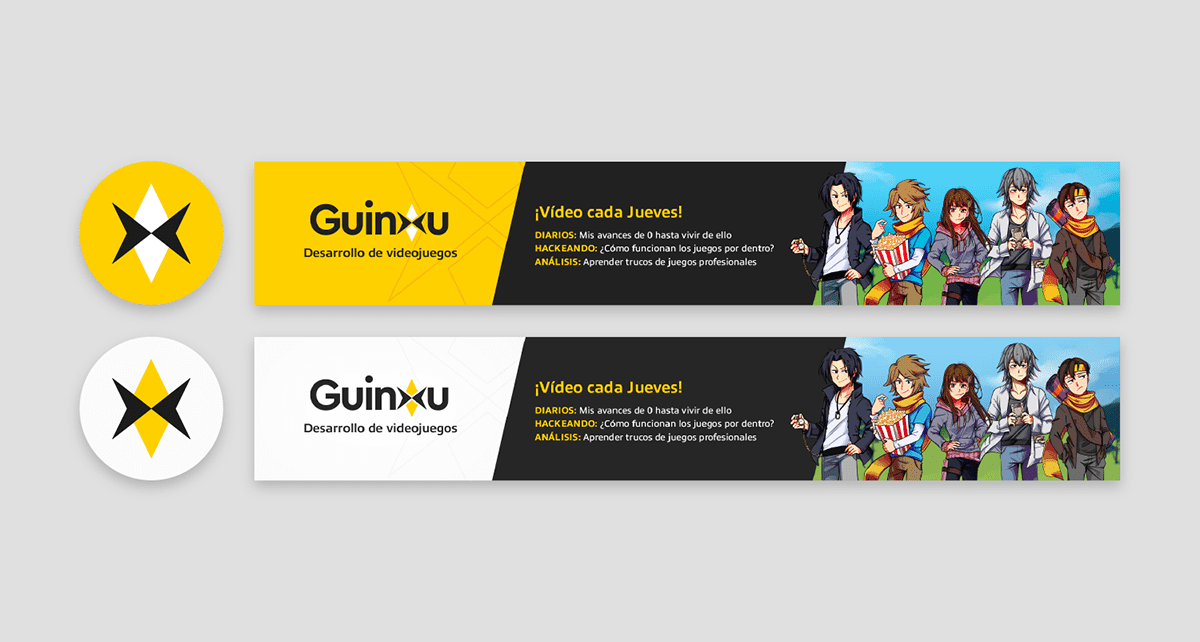 Guinxu
Desarrollo de videojuegos
¡Vídeo cada Jueves!
DIARIOS: Mis avances de 0 hasta vivir de ello
HACKEANDO: ¿Cómo funcionan los juegos por dentro?
ANÁLISIS: Aprender trucos de juegos profesionales
Guinxu
Desarrollo de videojuegos
¡Vídeo cada Jueves!
DIARIOS: Mis avances de 0 hasta vivir de ello
HACKEANDO: ¿Cómo funcionan los juegos por dentro?
ANÁLISIS: Aprender trucos de juegos profesionales